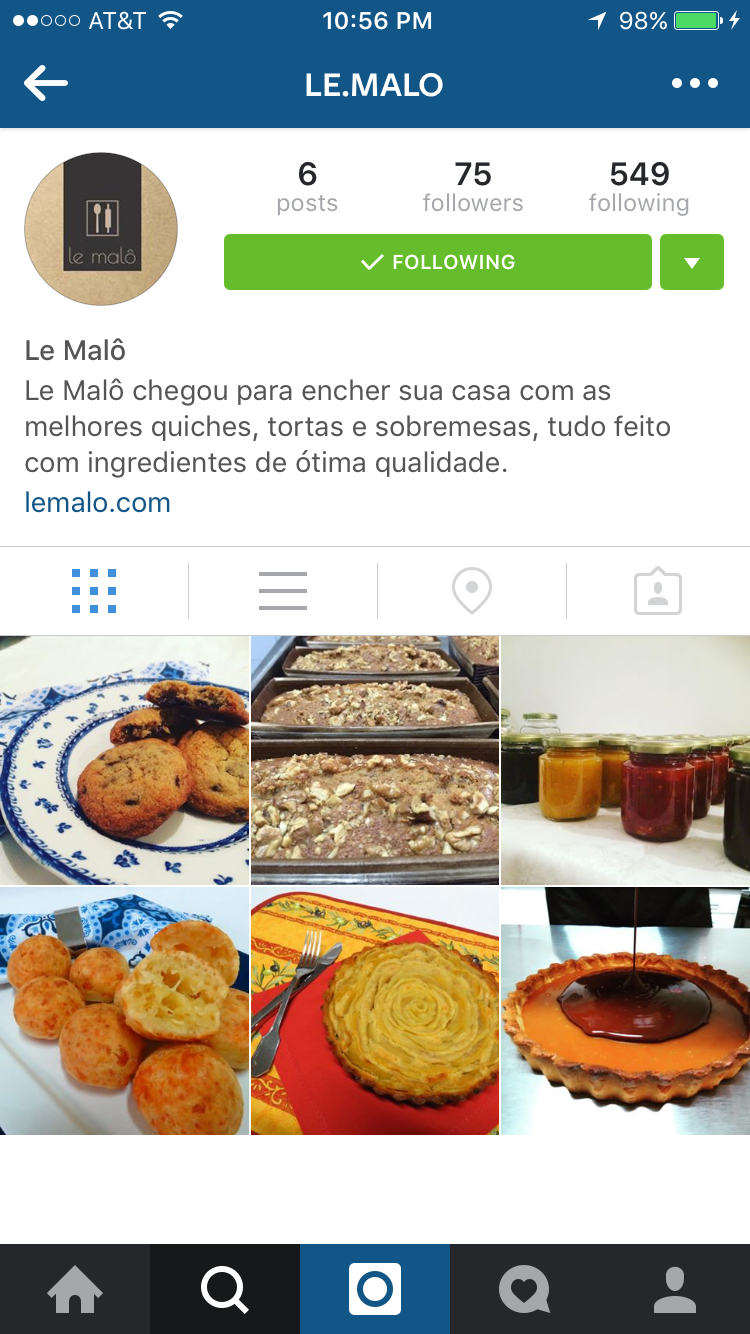 AT&T 10:56 PM 98%
LE.MALO
6 75 549
posts followers following
le malô
FOLLOWING
Le Malô
Le Malô chegou para encher sua casa com as
melhores quiches, tortas e sobremesas, tudo feito
com ingredientes de ótima qualidade.
lemalo.com